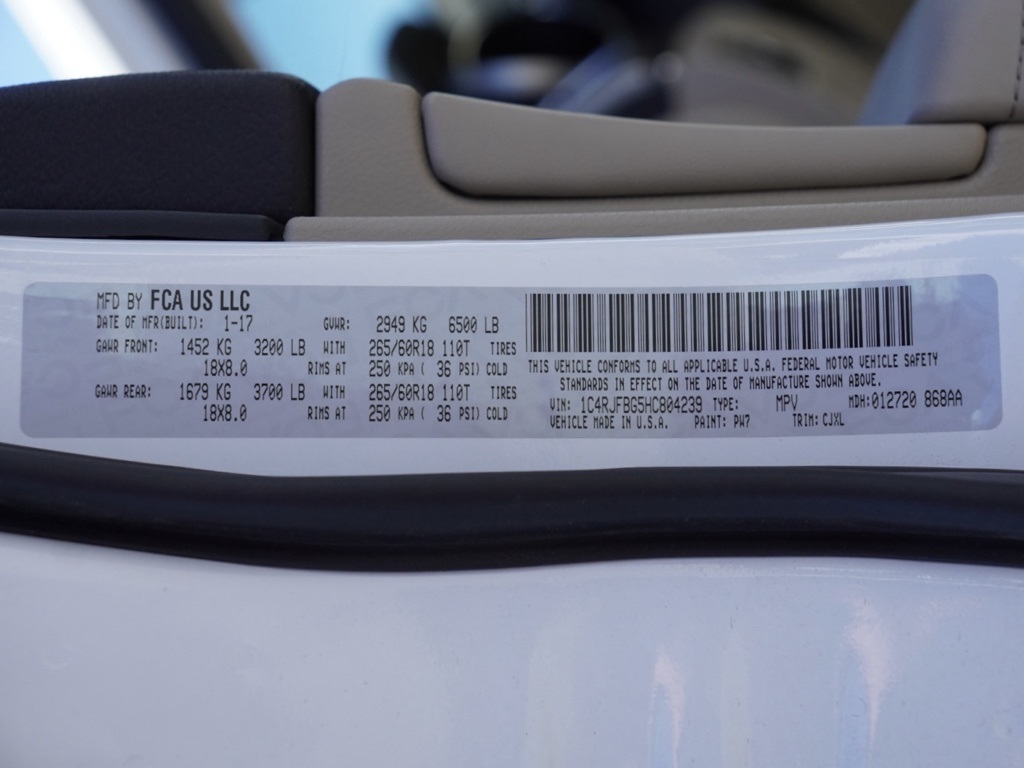 MFD BY FCA US LLC
DATE OF MFR(BUILT): 1-17 GVWR: 2949 KG 6500 LB
GAWR FRONT: 1452 KG 3200 LB WITH 265/60R18 110T TIRES
18X8.0 RIMS AT 250 KPA ( 36 PSI) COLD
GAWR REAR: 1679 KG 3700 LB WITH 265/60R18 110T TIRES
18X8.0 RIMS AT 250 KPA ( 36 PSI) COLD
THIS VEHICLE CONFORMS TO ALL APPLICABLE U.S.A. FEDERAL MOTOR VEHICLE SAFETY
STANDARDS IN EFFECT ON THE DATE OF MANUFACTURE SHOWN ABOVE.
VIN: 1C4RJFBG5HC804239 TYPE: MPV MDH:012720 868AA
VEHICLE MADE IN U.S.A. PAINT: PW7 TRIM: CJXL